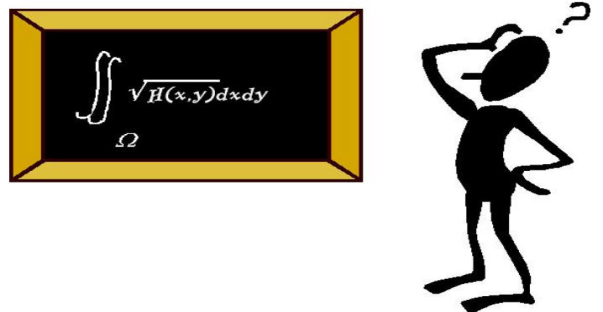 ∬ √H(x,y)dxdy
Ω
?